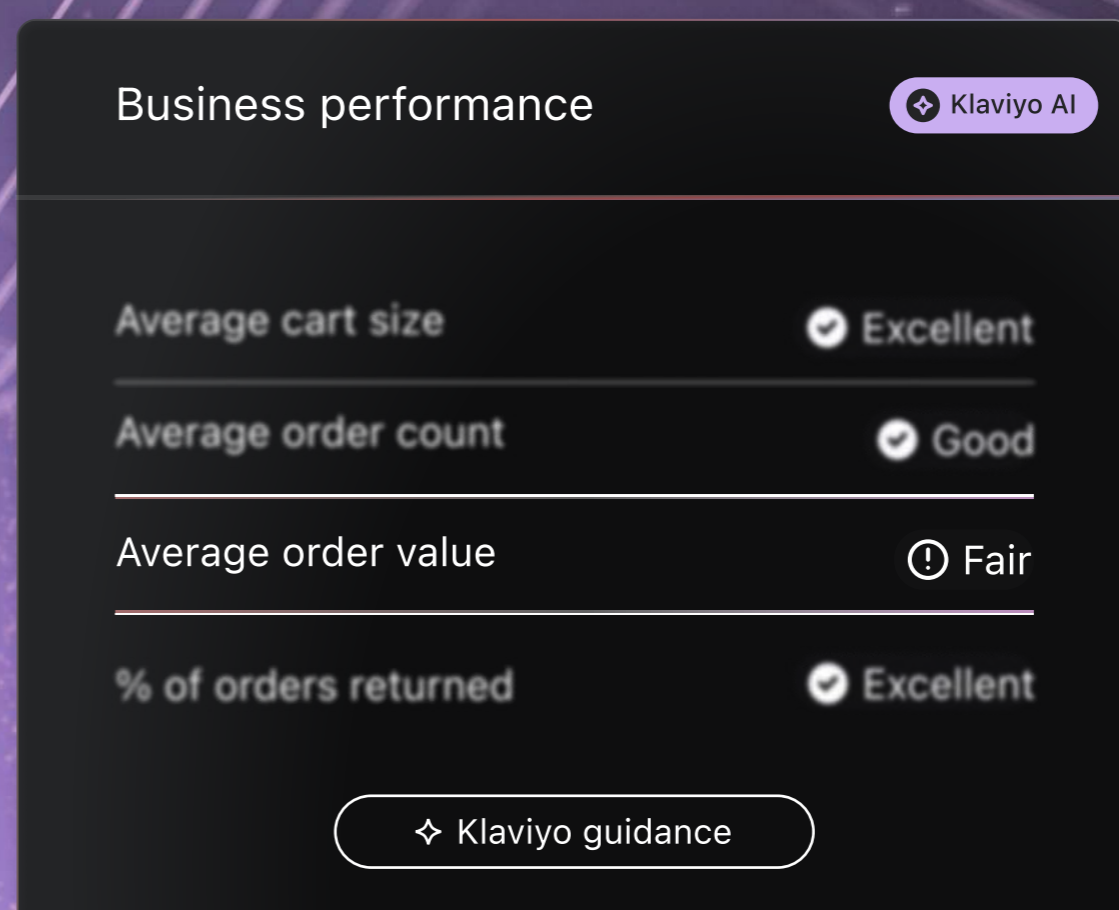 Business performance
Klaviyo AI
Average cart size
Excellent
Average order count
Good
Average order value
Fair
% of orders returned
Excellent
Klaviyo guidance